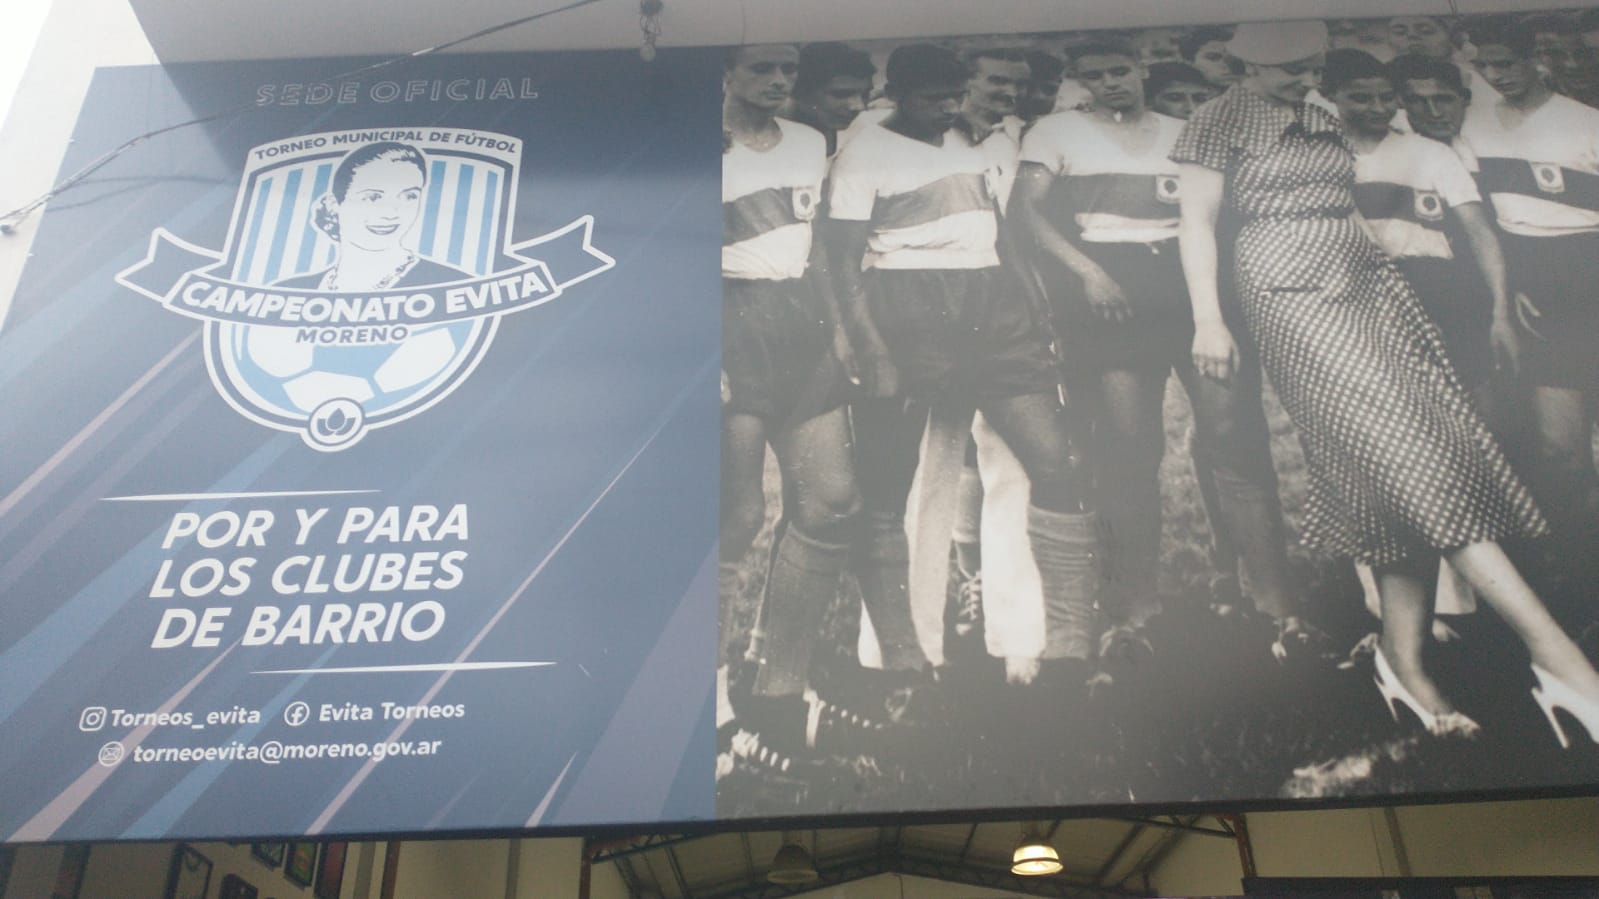 SEDE OFICIAL
TORNEO MUNICIPAL DE FÚTBOL
CAMPEONATO EVITA
MORENO
POR Y PARA
LOS CLUBES
DE BARRIO
Torneos_evita Evita Torneos
torneoevita@moreno.gov.ar